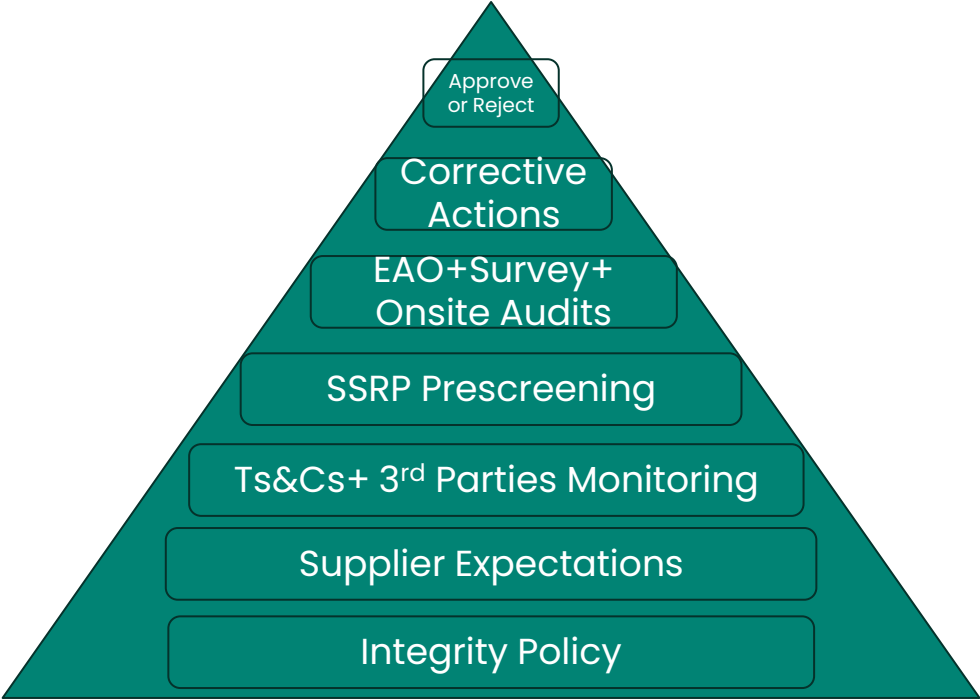 Approve
or Reject
Corrective
Actions
EAO+Survey+
Onsite Audits
SSRP Prescreening
Ts&Cs+ 3rd Parties Monitoring
Supplier Expectations
Integrity Policy